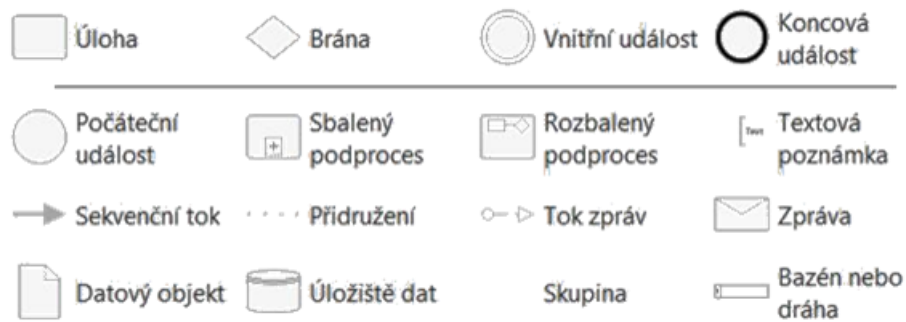 Úloha
Brána
Vnitřní událost
Koncová
událost
Počáteční
událost
Sbalený
podproces
Rozbalený
podproces
Text
Textová
poznámka
Sekvenční tok
Přidružení
Tok zpráv
Zpráva
Datový objekt
Úložiště dat
Skupina
Bazén nebo
dráha